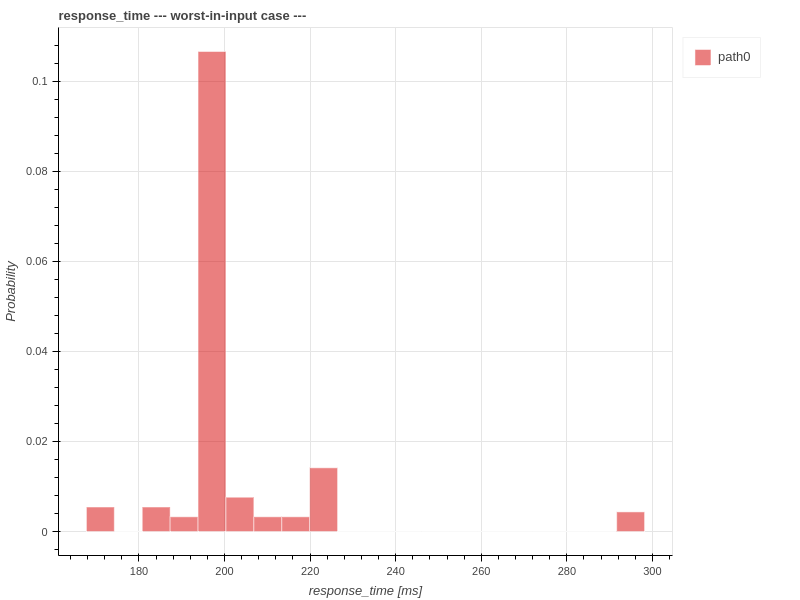 response_time --- worst-in-input case ---
path0
0.1
0.08
0.06
0.04
0.02
0
Probability
180 200 220 240 260 280 300
response_time [ms]